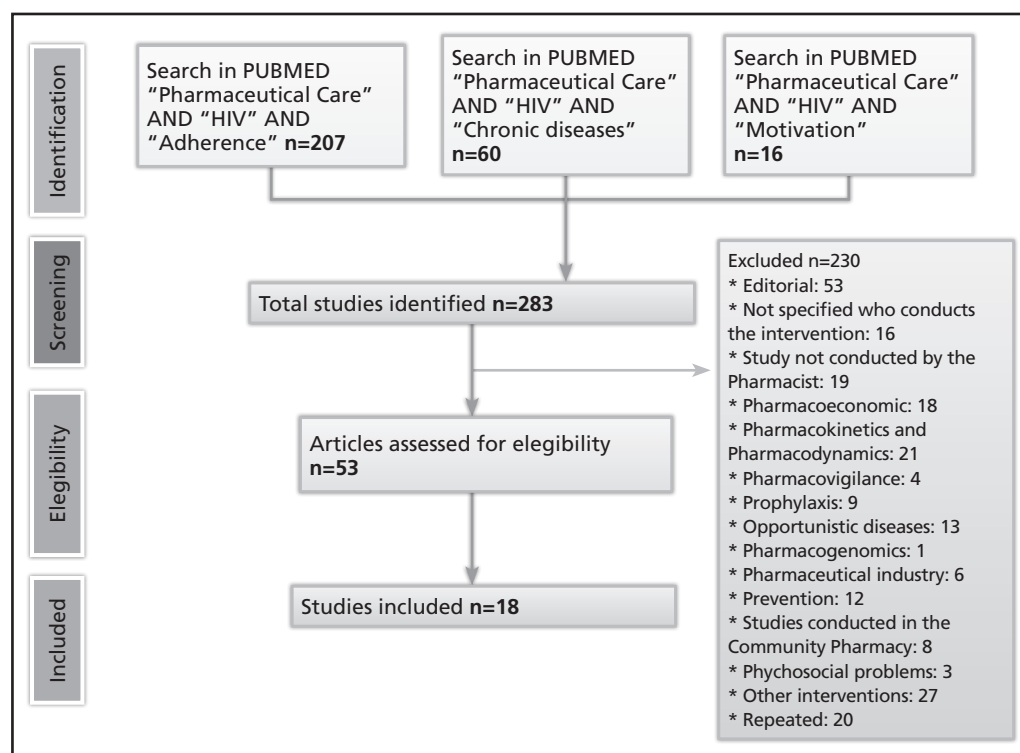 Identification
Search in PUBMED
“Pharmaceutical Care”
AND “HIV” AND
“Adherence” n=207
Search in PUBMED
“Pharmaceutical Care”
AND “HIV” AND
“Chronic diseases”
n=60
Search in PUBMED
“Pharmaceutical Care”
AND “HIV” AND
“Motivation”
n=16
Screening
Total studies identified n=283
Excluded n=230
* Editorial: 53
* Not specified who conducts
the intervention: 16
* Study not conducted by the
Pharmacist: 19
* Pharmacoeconomic: 18
* Pharmacokinetics and
Pharmacodynamics: 21
* Pharmacovigilance: 4
* Prophylaxis: 9
* Opportunistic diseases: 13
* Pharmacogenomics: 1
* Pharmaceutical industry: 6
* Prevention: 12
* Studies conducted in the
Community Pharmacy: 8
* Phychosocial problems: 3
* Other interventions: 27
* Repeated: 20
Elegibility
Articles assessed for elegibility
n=53
Included
Studies included n=18